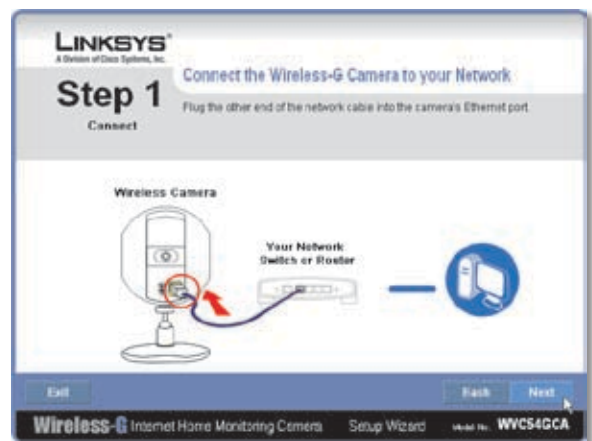 LINKSYS®
A Division of Cisco Systems, Inc.
Step 1
Connect
Connect the Wireless-G Camera to your Network
Plug the other end of the network cable into the camera's Ethernet port.
Wireless Camera
Your Network
Switch or Router
Exit
Back
Next
Wireless-G Internet Home Monitoring Camera
Setup Wizard
Model No. WVC54GCA